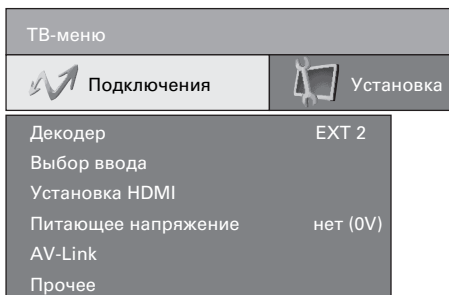 ТВ-меню
Подключения Установка
Декодер EXT 2
Выбор ввода
Установка HDMI
Питающее напряжение нет (0V)
AV-Link
Прочее